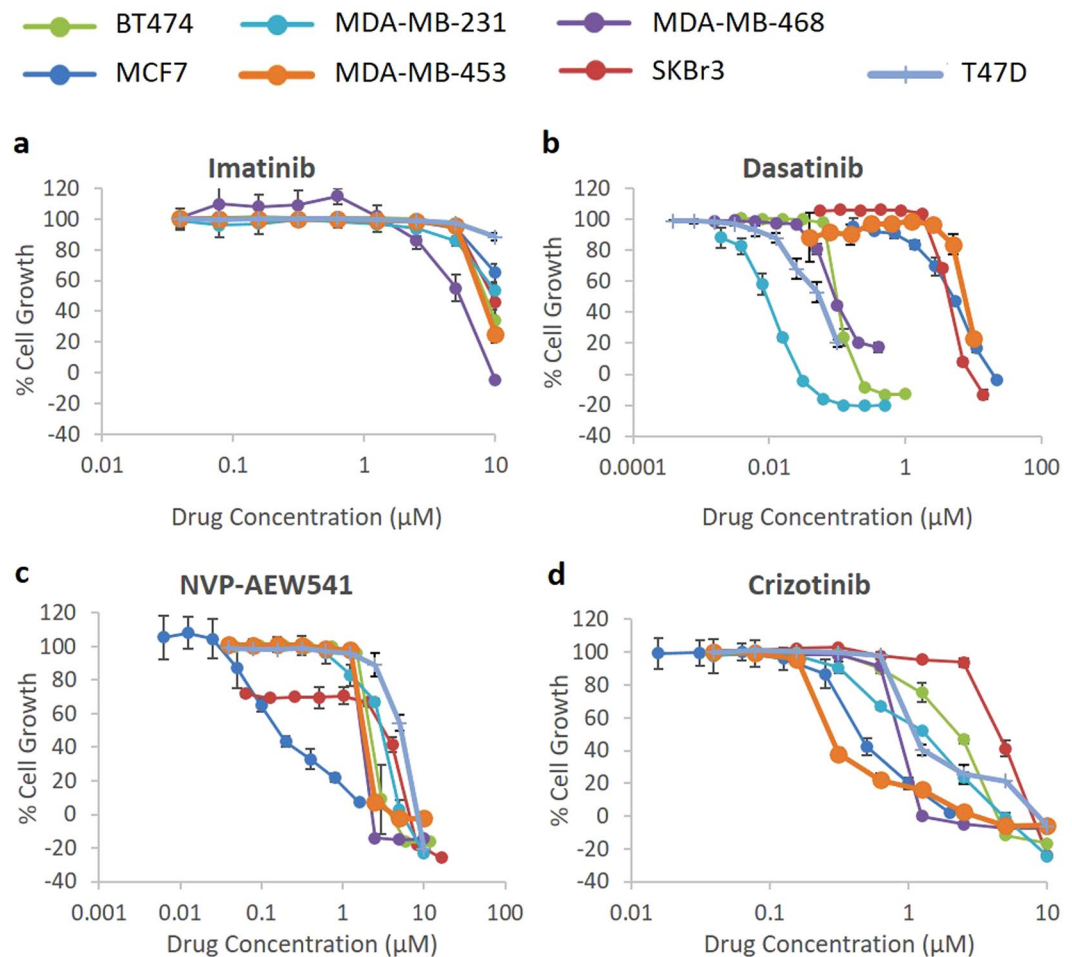 BT474 MDA-MB-231 MDA-MB-468
MCF7 MDA-MB-453 SKBr3 T47D
a
Imatinib
120
100
80
60
40
20
0
-20
-40
% Cell Growth
0.01 0.1 1 10
Drug Concentration (µM)
b
Dasatinib
120
100
80
60
40
20
0
-20
-40
% Cell Growth
0.0001 0.01 1 100
Drug Concentration (µM)
c
NVP-AEW541
120
100
80
60
40
20
0
-20
-40
% Cell Growth
0.001 0.01 0.1 1 10 100
Drug Concentration (µM)
d
Crizotinib
120
100
80
60
40
20
0
-20
-40
% Cell Growth
0.01 0.1 1 10
Drug Concentration (µM)